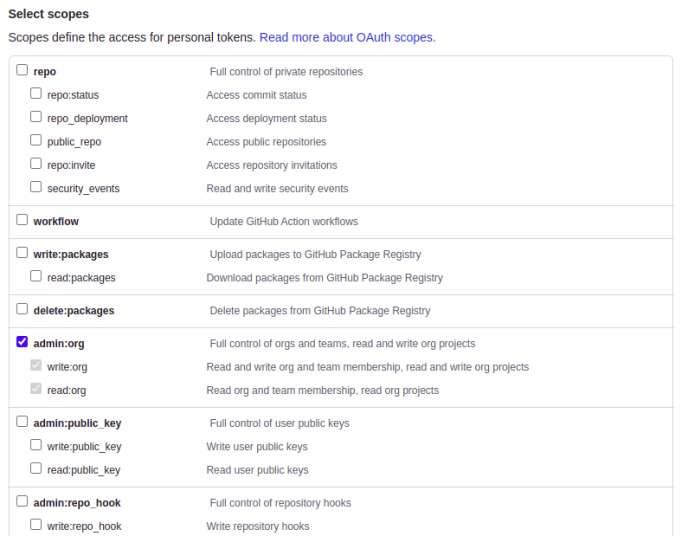 Select scopes
Scopes define the access for personal tokens. Read more about OAuth scopes.
repo Full control of private repositories
repo:status Access commit status
repo_deployment Access deployment status
public_repo Access public repositories
repo:invite Access repository invitations
security_events Read and write security events
workflow Update GitHub Action workflows
write:packages Upload packages to GitHub Package Registry
read:packages Download packages from GitHub Package Registry
delete:packages Delete packages from GitHub Package Registry
admin:org Full control of orgs and teams, read and write org projects
write:org Read and write org and team membership, read and write org projects
read:org Read org and team membership, read org projects
admin:public_key Full control of user public keys
write:public_key Write user public keys
read:public_key Read user public keys
admin:repo_hook Full control of repository hooks
write:repo_hook Write repository hooks